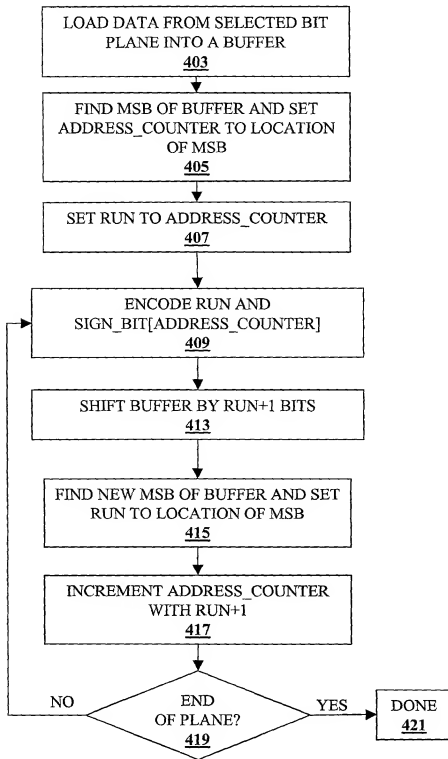 LOAD DATA FROM SELECTED BIT
PLANE INTO A BUFFER
403
FIND MSB OF BUFFER AND SET
ADDRESS_COUNTER TO LOCATION
OF MSB
405
SET RUN TO ADDRESS_COUNTER
407
ENCODE RUN AND
SIGN_BIT[ADDRESS_COUNTER]
409
SHIFT BUFFER BY RUN+1 BITS
413
FIND NEW MSB OF BUFFER AND SET
RUN TO LOCATION OF MSB
415
INCREMENT ADDRESS_COUNTER
WITH RUN+1
417
NO
END
OF PLANE?
419
YES
DONE
421